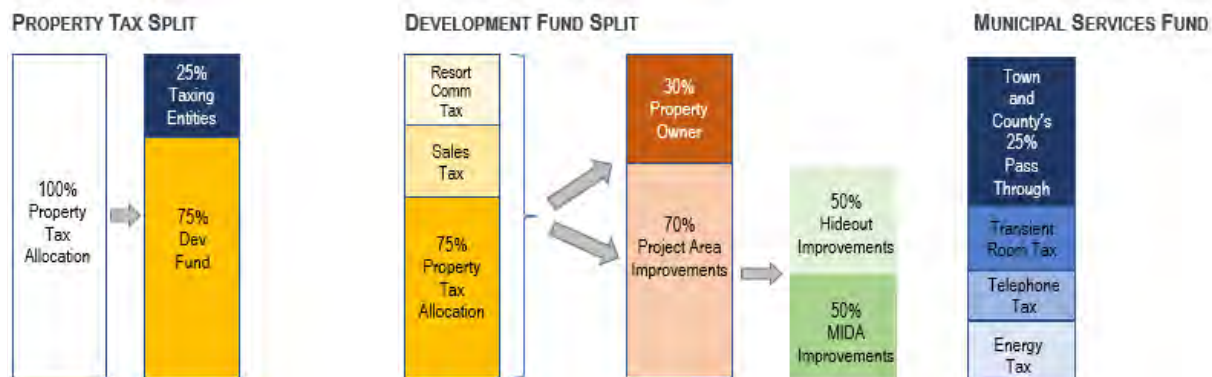 PROPERTY TAX SPLIT
100%
Property
Tax
Allocation
25%
Taxing
Entities
75%
Dev
Fund
DEVELOPMENT FUND SPLIT
Resort
Comm
Tax
Sales
Tax
75%
Property
Tax
Allocation
30%
Property
Owner
70%
Project Area
Improvements
50%
Hideout
Improvements
50%
MIDA
Improvements
MUNICIPAL SERVICES FUND
Town
and
County's
25%
Pass
Through
Transient
Room Tax
Telephone
Tax
Energy
Tax